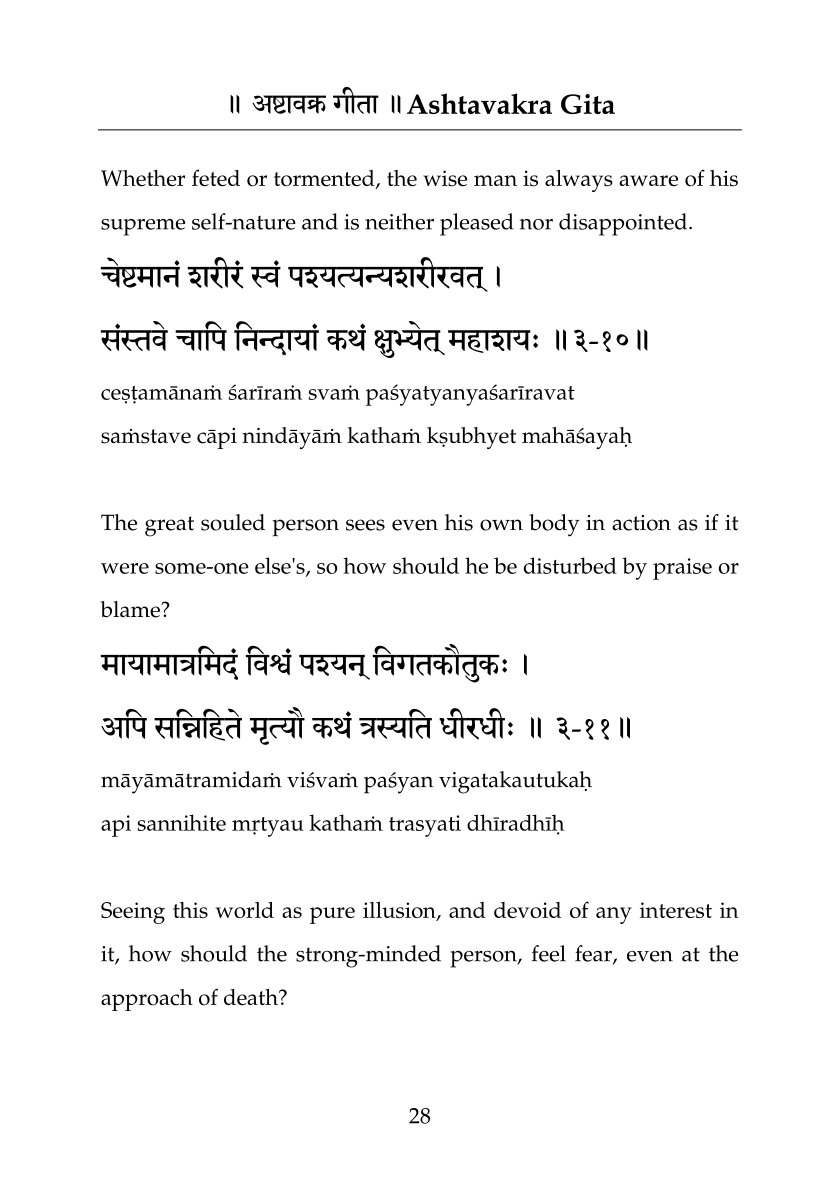 ॥ अष्टावक्र गीता ॥ Ashtavakra Gita
Whether feted or tormented, the wise man is always aware of his
supreme self-nature and is neither pleased nor disappointed.
चेष्टमानं शरीरं स्वं पश्यत्यन्यशरीरवत् ।
संस्तवे चापि निन्दायां कथं क्षुभ्येत् महाशयः ॥३-१०॥
ceṣṭamānaṁ śarīraṁ svaṁ paśyatyanyaśarīravat
saṁstave cāpi nindāyāṁ kathaṁ kṣubhyet mahāśayaḥ
The great souled person sees even his own body in action as if it
were some-one else's, so how should he be disturbed by praise or
blame?
मायामात्रमिदं विश्वं पश्यन् विगतकौतुकः ।
अपि सन्निहिते मृत्यौ कथं त्रस्यति धीरधीः ॥ ३-११॥
māyāmātramidaṁ viśvaṁ paśyan vigatakautukaḥ
api sannihite mṛtyau kathaṁ trasyati dhīradhīḥ
Seeing this world as pure illusion, and devoid of any interest in
it, how should the strong-minded person, feel fear, even at the
approach of death?
28